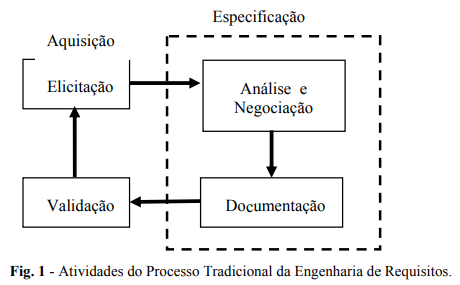 Especificação
Aquisição
Elicitação
Análise e
Negociação
Validação
Documentação
Fig. 1 - Atividades do Processo Tradicional da Engenharia de Requisitos.